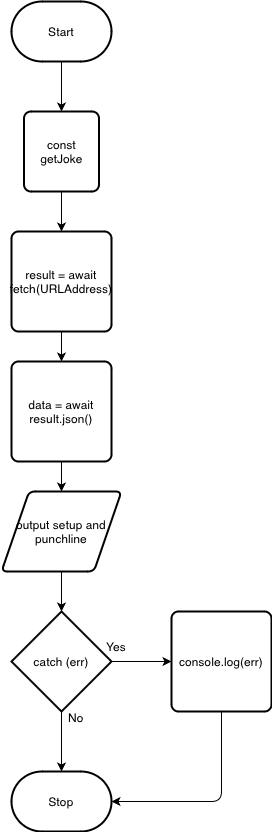 Start
const
getJoke
result = await
fetch(URLAddress)
data = await
result.json()
output setup and
punchline
catch (err)
Yes
console.log(err)
No
Stop